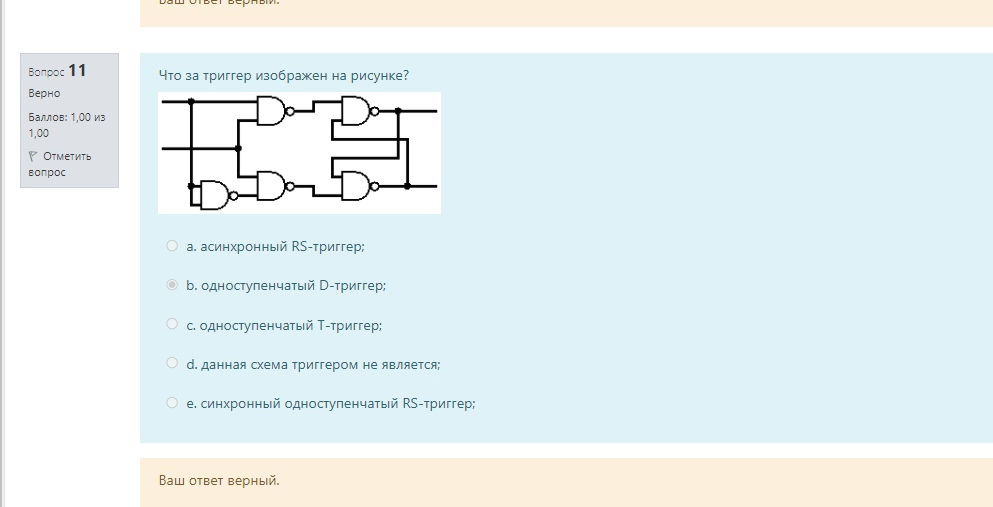 Ваш ответ верный.
Вопрос 11
Верно
Баллов: 1,00 из
1,00
Отметить
вопрос
Что за триггер изображен на рисунке?
a. асинхронный RS-триггер;
b. одноступенчатый D-триггер;
c. одноступенчатый T-триггер;
d. данная схема триггером не является;
e. синхронный одноступенчатый RS-триггер;
Ваш ответ верный.